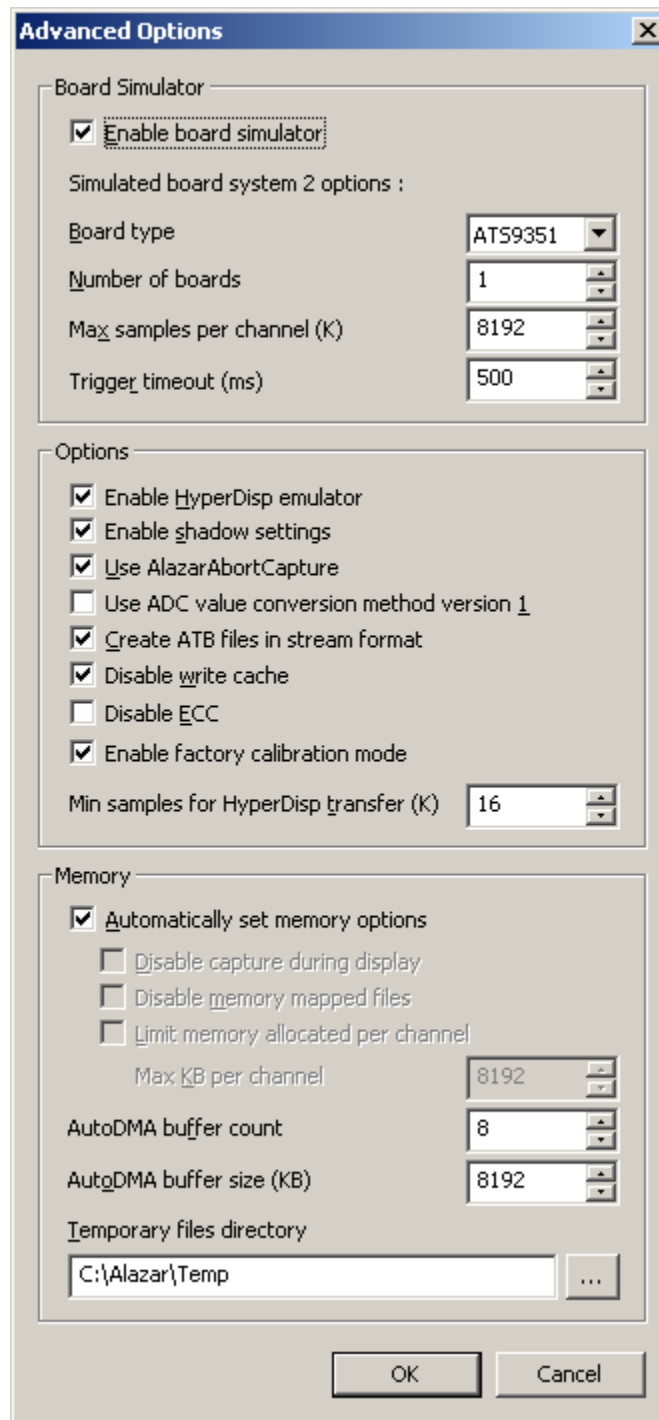 Advanced Options
Board Simulator
Enable board simulator
Simulated board system 2 options :
Board type ATS9351
Number of boards 1
Max samples per channel (K) 8192
Trigger timeout (ms) 500
Options
Enable HyperDisp emulator
Enable shadow settings
Use AlazarAbortCapture
Use ADC value conversion method version 1
Create ATB files in stream format
Disable write cache
Disable ECC
Enable factory calibration mode
Min samples for HyperDisp transfer (K) 16
Memory
Automatically set memory options
Disable capture during display
Disable memory mapped files
Limit memory allocated per channel
Max KB per channel 8192
AutoDMA buffer count 8
AutoDMA buffer size (KB) 8192
Temporary files directory
C:\Alazar\Temp ...
OK Cancel